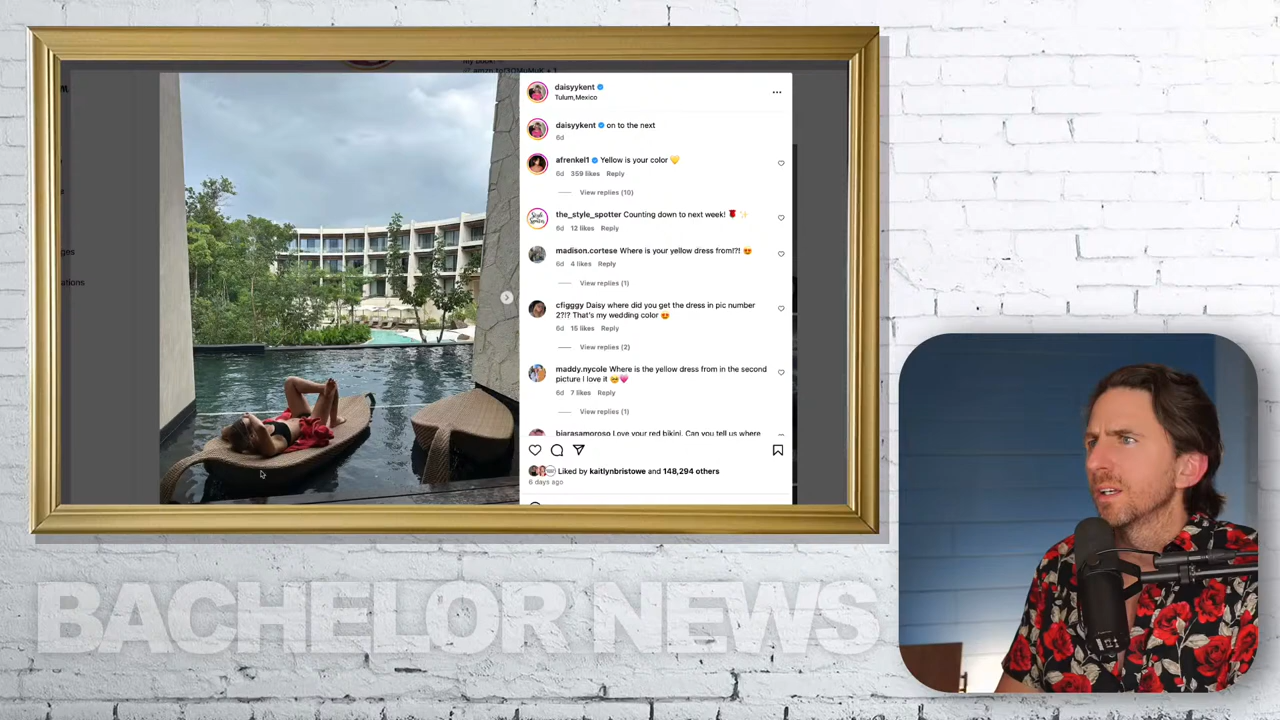 my book!
daisyykent
Tulum,Mexico
daisyykent on to the next
6d
afrenkel1 Yellow is your color 💛
6d 359 likes Reply
View replies (10)
the_style_spotter Counting down to next week! 🌹 ✨
6d 12 likes Reply
madison.cortese Where is your yellow dress from!?! 😍
6d 4 likes Reply
View replies (1)
cfigggy Daisy where did you get the dress in pic number
2?!? That's my wedding color 😍
6d 15 likes Reply
View replies (2)
maddy.nycole Where is the yellow dress from in the second
picture I love it 🥹💗
6d 7 likes Reply
View replies (1)
biarasamoroso Love your red bikini. Can you tell us where
Liked by kaitlynbristowe and 148,294 others
6 days ago
ges
ations
BACHELOR NEWS